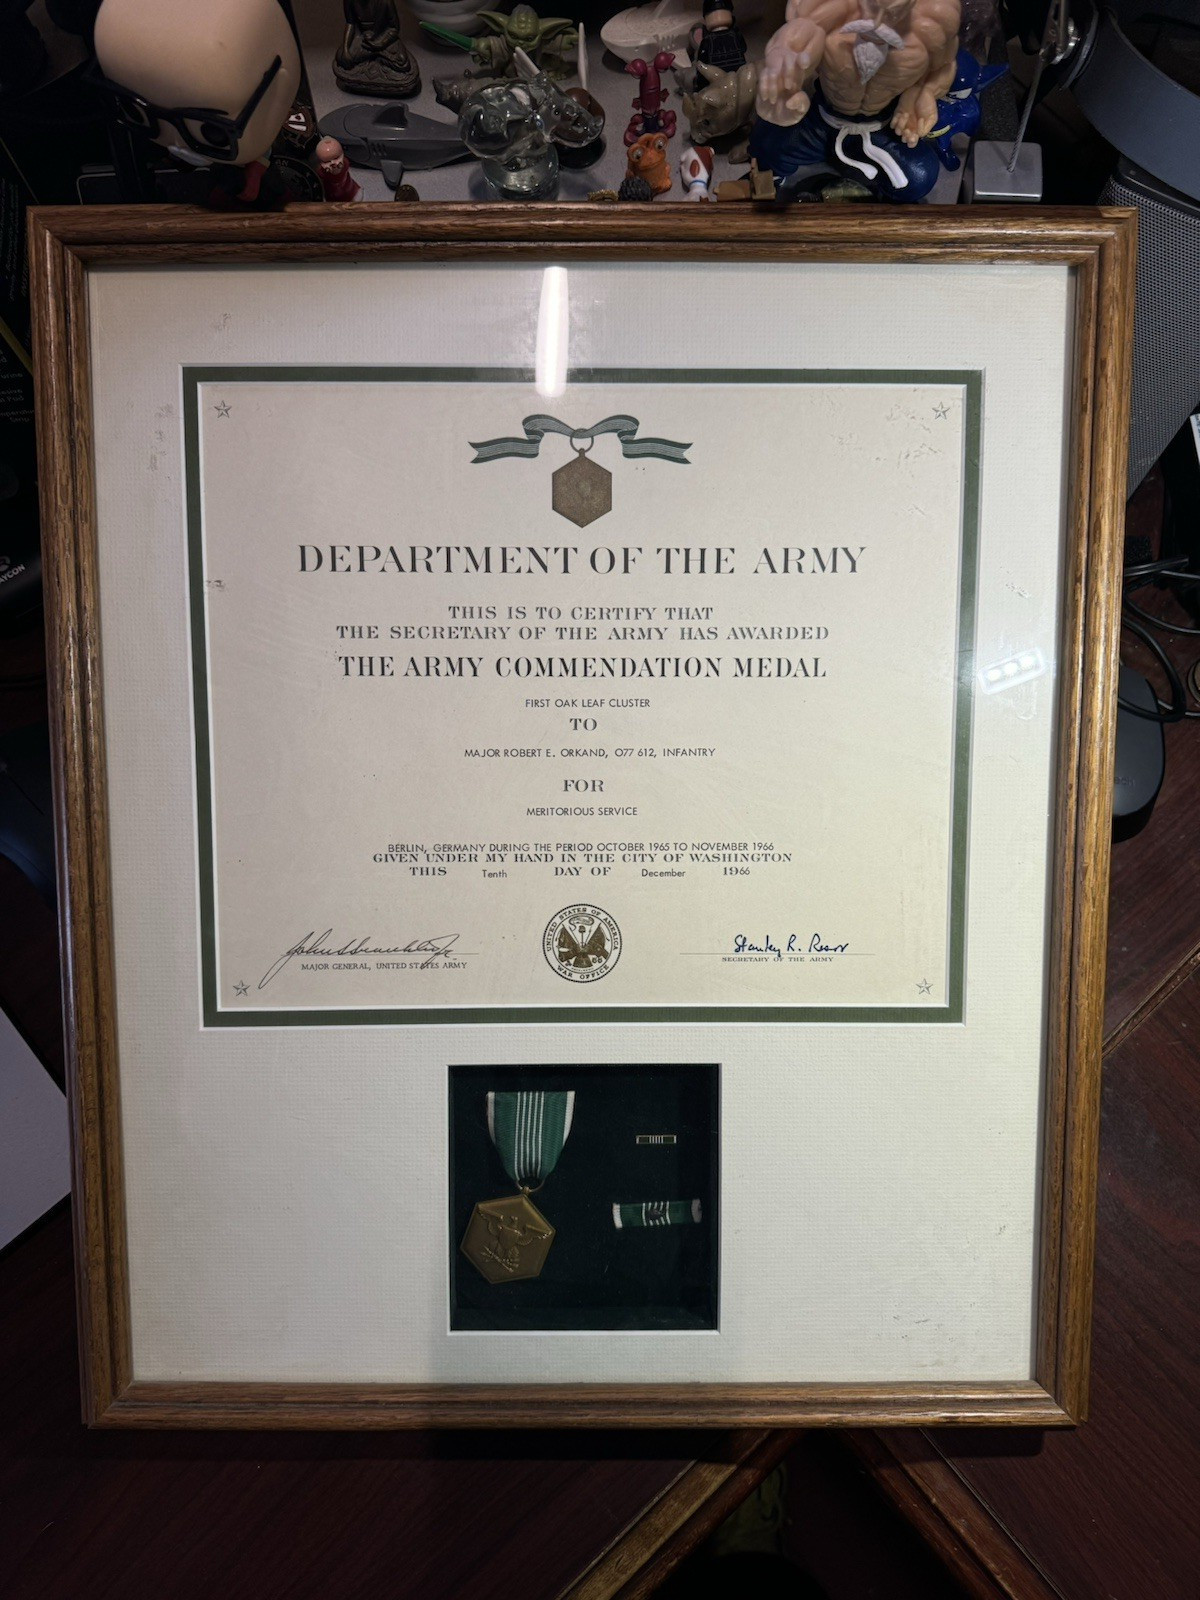 DEPARTMENT OF THE ARMY
THIS IS TO CERTIFY THAT
THE SECRETARY OF THE ARMY HAS AWARDED
THE ARMY COMMENDATION MEDAL
FIRST OAK LEAF CLUSTER
TO
MAJOR ROBERT E. ORKAND, O77 612, INFANTRY
FOR
MERITORIOUS SERVICE
BERLIN, GERMANY DURING THE PERIOD OCTOBER 1965 TO NOVEMBER 1966
GIVEN UNDER MY HAND IN THE CITY OF WASHINGTON
THIS Tenth DAY OF December 1966
UNITED STATES OF AMERICA
WAR OFFICE
Stanley R. Resor
MAJOR GENERAL, UNITED STATES ARMY
SECRETARY OF THE ARMY